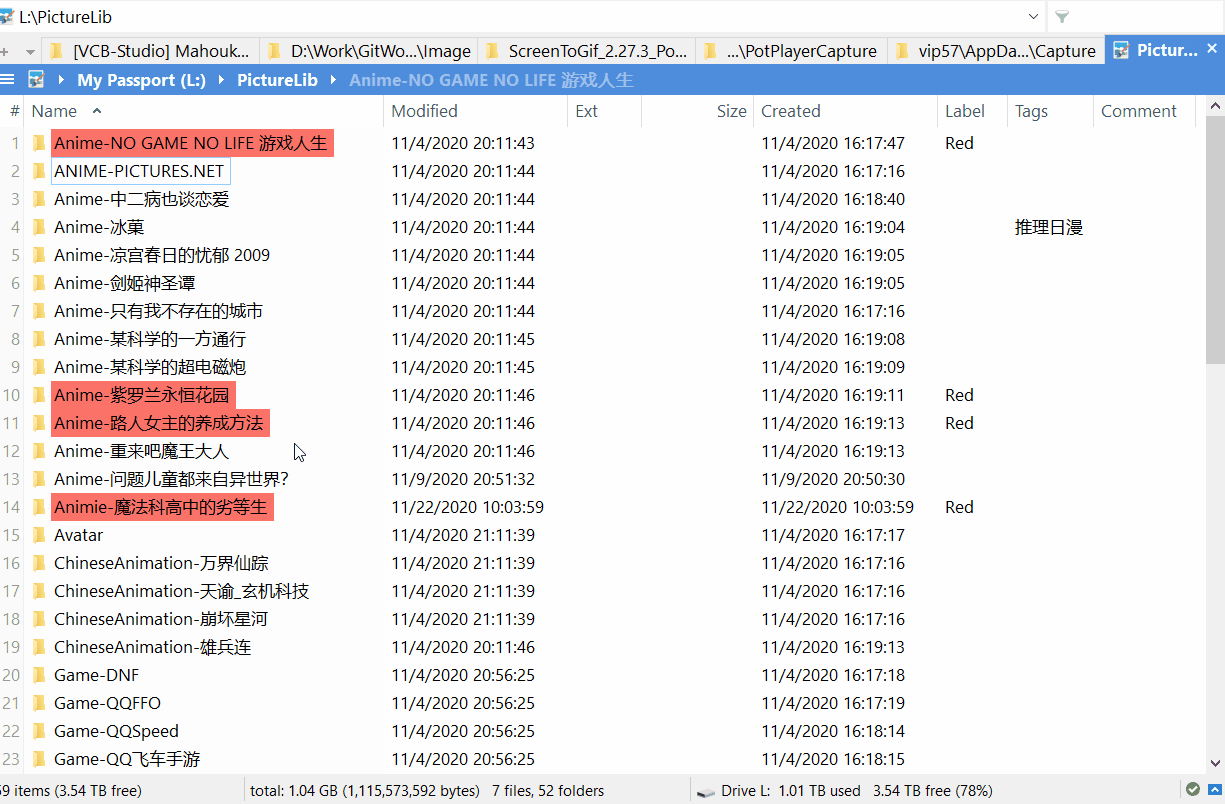 L:\PictureLib
[VCB-Studio] Mahouk... D:\Work\GitWo...\Image ScreenToGif_2.27.3_Po... ...\PotPlayerCapture vip57\AppDa...\Capture Pictur...
My Passport (L:) PictureLib Anime-NO GAME NO LIFE 游戏人生
# Name Modified Ext Size Created Label Tags Comment
1 Anime-NO GAME NO LIFE 游戏人生 11/4/2020 20:11:43 11/4/2020 16:17:47 Red
2 ANIME-PICTURES.NET 11/4/2020 20:11:44 11/4/2020 16:17:16
3 Anime-中二病也谈恋爱 11/4/2020 20:11:44 11/4/2020 16:18:40
4 Anime-冰菓 11/4/2020 20:11:44 11/4/2020 16:19:04 推理日漫
5 Anime-凉宫春日的忧郁 2009 11/4/2020 20:11:44 11/4/2020 16:19:05
6 Anime-剑姬神圣谭 11/4/2020 20:11:44 11/4/2020 16:19:05
7 Anime-只有我不存在的城市 11/4/2020 20:11:44 11/4/2020 16:17:16
8 Anime-某科学的一方通行 11/4/2020 20:11:45 11/4/2020 16:19:08
9 Anime-某科学的超电磁炮 11/4/2020 20:11:45 11/4/2020 16:19:09
10 Anime-紫罗兰永恒花园 11/4/2020 20:11:46 11/4/2020 16:19:11 Red
11 Anime-路人女主的养成方法 11/4/2020 20:11:46 11/4/2020 16:19:13 Red
12 Anime-重来吧魔王大人 11/4/2020 20:11:46 11/4/2020 16:19:13
13 Anime-问题儿童都来自异世界? 11/9/2020 20:51:32 11/9/2020 20:50:30
14 Animie-魔法科高中的劣等生 11/22/2020 10:03:59 11/22/2020 10:03:59 Red
15 Avatar 11/4/2020 21:11:39 11/4/2020 16:17:17
16 ChineseAnimation-万界仙踪 11/4/2020 21:11:39 11/4/2020 16:17:16
17 ChineseAnimation-天谕_玄机科技 11/4/2020 21:11:39 11/4/2020 16:17:16
18 ChineseAnimation-崩坏星河 11/4/2020 21:11:39 11/4/2020 16:17:16
19 ChineseAnimation-雄兵连 11/4/2020 20:11:46 11/4/2020 16:19:13
20 Game-DNF 11/4/2020 20:56:25 11/4/2020 16:17:18
21 Game-QQFFO 11/4/2020 20:56:25 11/4/2020 16:17:19
22 Game-QQSpeed 11/4/2020 20:56:25 11/4/2020 16:18:14
23 Game-QQ飞车手游 11/4/2020 20:56:25 11/4/2020 16:18:15
59 items (3.54 TB free) total: 1.04 GB (1,115,573,592 bytes) 7 files, 52 folders Drive L: 1.01 TB used 3.54 TB free (78%)